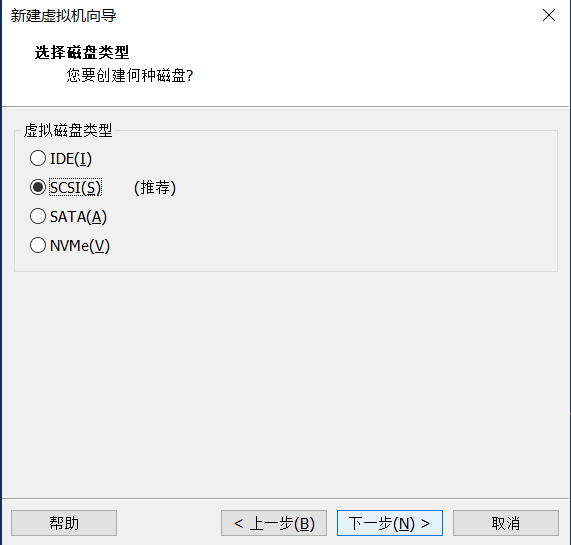 新建虚拟机向导
选择磁盘类型
您要创建何种磁盘?
虚拟磁盘类型
IDE(I)
SCSI(S) (推荐)
SATA(A)
NVMe(V)
帮助 < 上一步(B) 下一步(N) > 取消